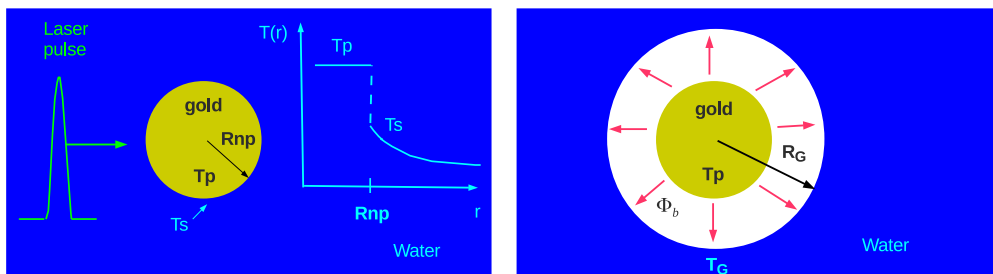 Laser
pulse
gold
Rnp
Tp
Ts
T(r)
Tp
Ts
Rnp
r
Water
gold
Tp
R_G
Φ_b
T_G
Water